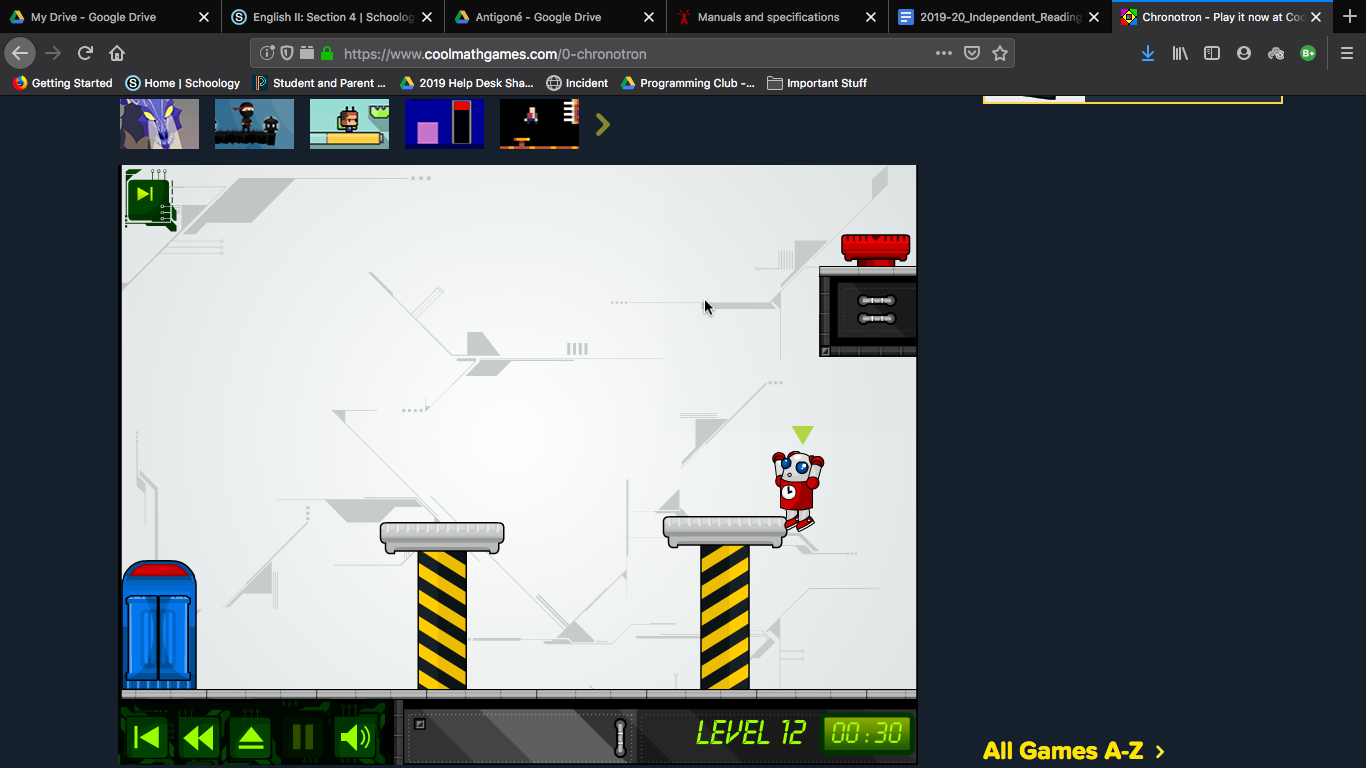 My Drive - Google Drive
English II: Section 4 | Schoolog
Antigoné - Google Drive
Manuals and specifications
2019-20_Independent_Reading
Chronotron - Play it now at Coo
https://www.coolmathgames.com/0-chronotron
B+
Getting Started
Home | Schoology
Student and Parent ...
2019 Help Desk Sha...
Incident
Programming Club -...
Important Stuff
LEVEL 12
00:30
All Games A-Z